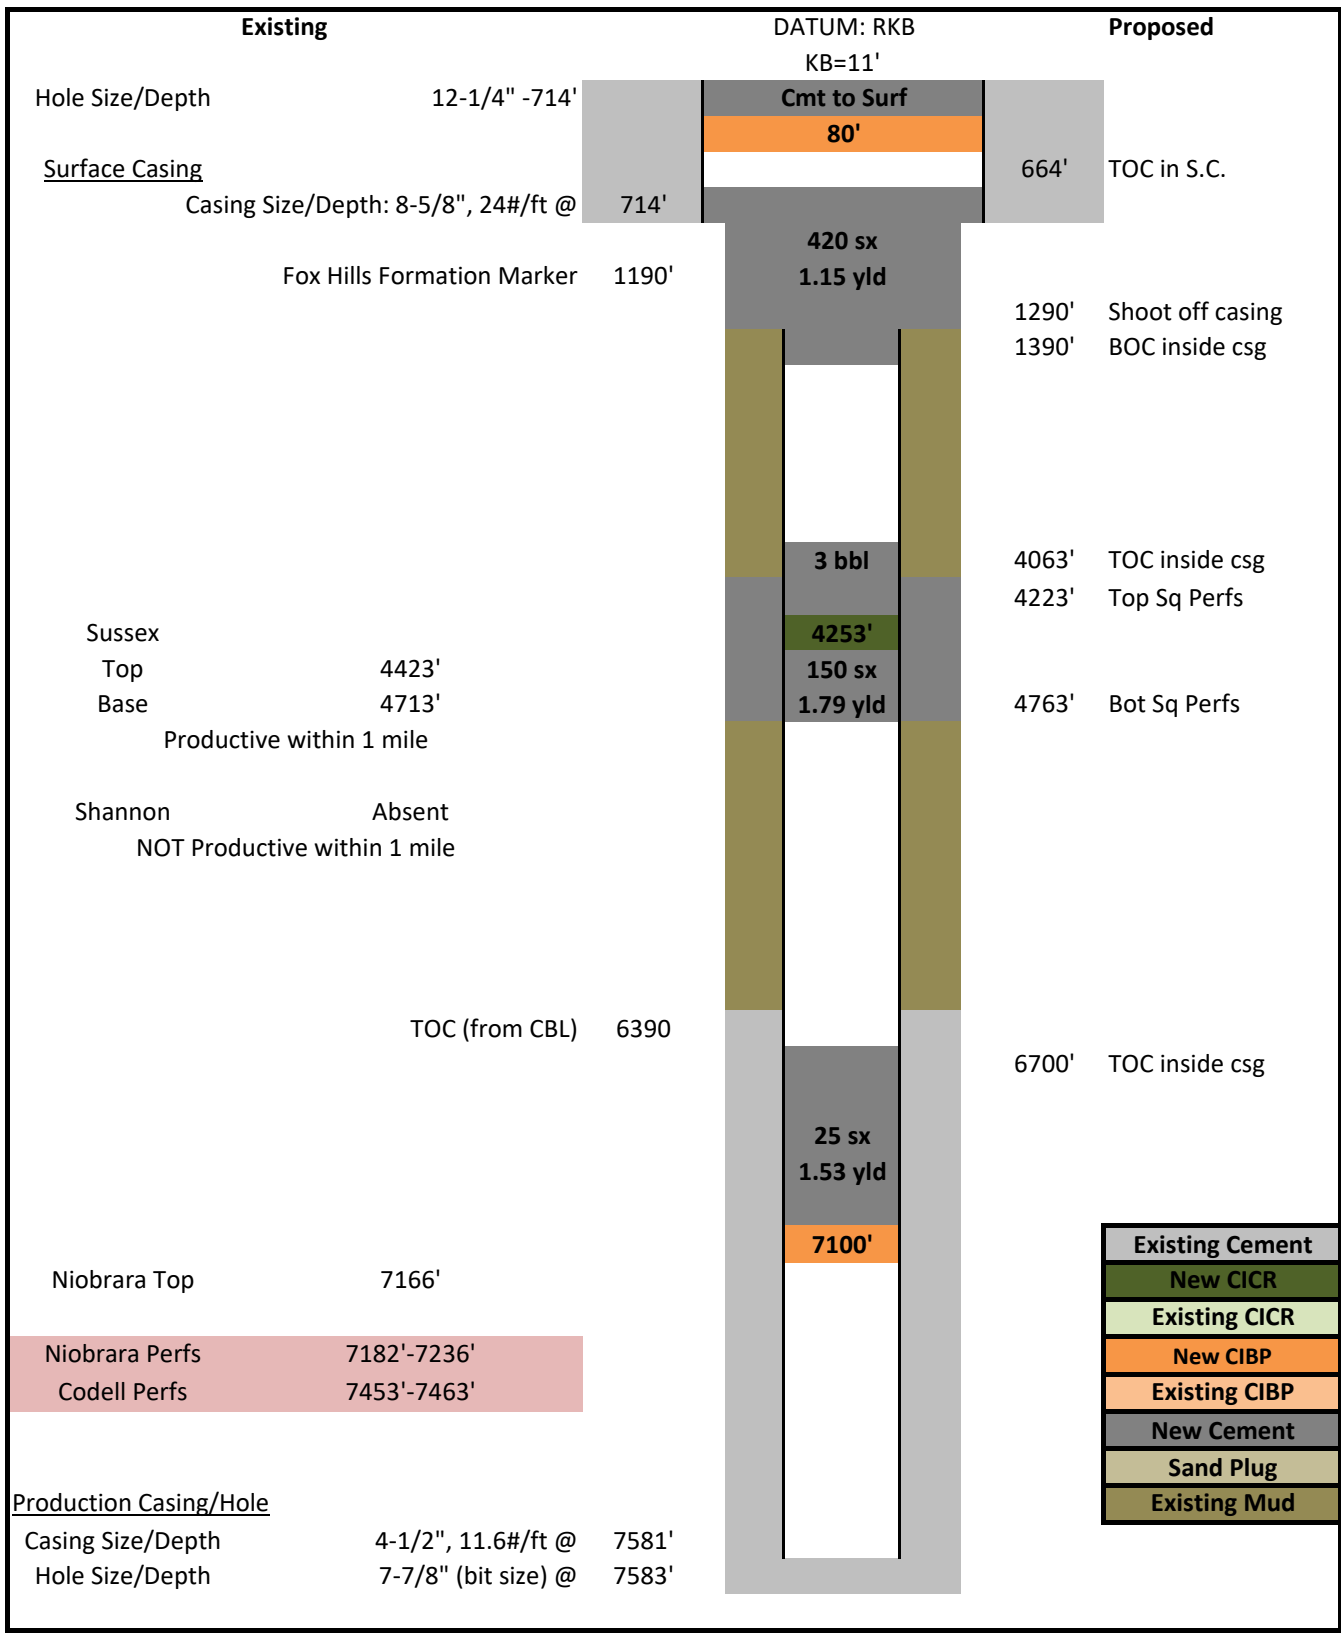 Existing DATUM: RKB Proposed
KB=11'
Hole Size/Depth 12-1/4" -714' Cmt to Surf
80'
Surface Casing 664' TOC in S.C.
Casing Size/Depth: 8-5/8", 24#/ft @ 714'
420 sx
Fox Hills Formation Marker 1190' 1.15 yld
1290' Shoot off casing
1390' BOC inside csg
3 bbl 4063' TOC inside csg
4223' Top Sq Perfs
Sussex 4253'
Top 4423' 150 sx
Base 4713' 1.79 yld 4763' Bot Sq Perfs
Productive within 1 mile
Shannon Absent
NOT Productive within 1 mile
TOC (from CBL) 6390
6700' TOC inside csg
25 sx
1.53 yld
7100' Existing Cement
Niobrara Top 7166' New CICR
Existing CICR
Niobrara Perfs 7182'-7236' New CIBP
Codell Perfs 7453'-7463' Existing CIBP
New Cement
Sand Plug
Production Casing/Hole Existing Mud
Casing Size/Depth 4-1/2", 11.6#/ft @ 7581'
Hole Size/Depth 7-7/8" (bit size) @ 7583'